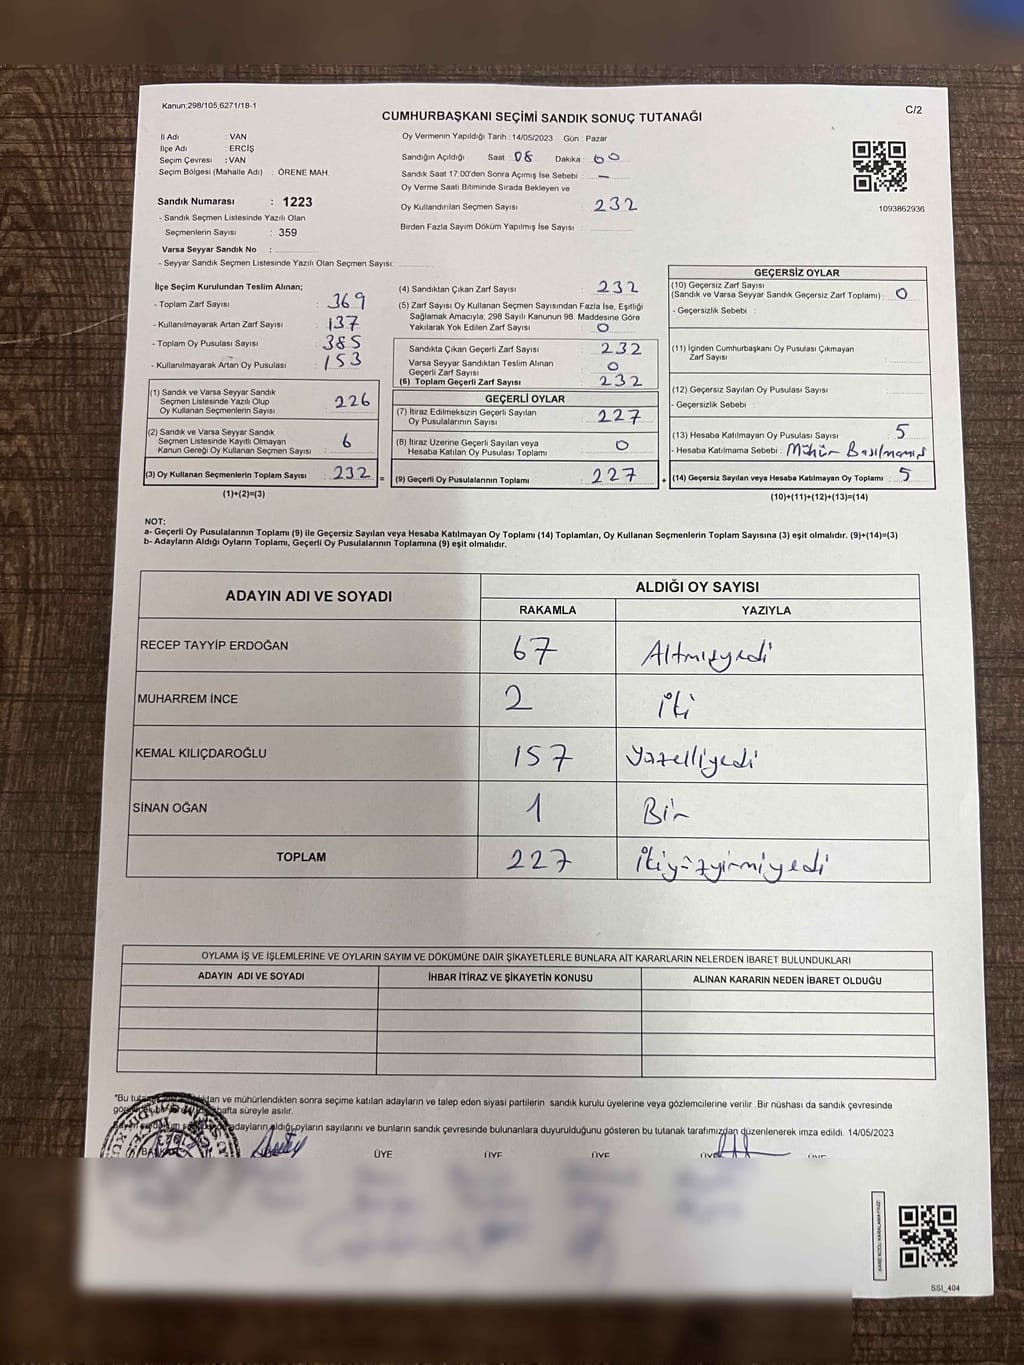 Kanun:298/105,6271/18-1
C/2
CUMHURBAŞKANI SEÇİMİ SANDIK SONUÇ TUTANAĞI
İl Adı : VAN
İlçe Adı : ERCİŞ
Seçim Çevresi : VAN
Seçim Bölgesi (Mahalle Adı) : ÖRENE MAH.
Oy Vermenin Yapıldığı Tarih : 14/05/2023 Gün : Pazar
Sandığın Açıldığı Saat 08 Dakika : 00
Sandık Saat 17:00'den Sonra Açımış İse Sebebi : –
Oy Verme Saati Bitiminde Sırada Bekleyen ve
Oy Kullandırılan Seçmen Sayısı 232
Birden Fazla Sayım Döküm Yapılmış İse Sayısı :
1093862936
Sandık Numarası : 1223
- Sandık Seçmen Listesinde Yazılı Olan
Seçmenlerin Sayısı : 359
Varsa Seyyar Sandık No :
- Seyyar Sandık Seçmen Listesinde Yazılı Olan Seçmen Sayısı:
İlçe Seçim Kurulundan Teslim Alınan;
- Toplam Zarf Sayısı : 369
- Kullanılmayarak Artan Zarf Sayısı : 137
- Toplam Oy Pusulası Sayısı : 385
- Kullanılmayarak Artan Oy Pusulası : 153
(1) Sandık ve Varsa Seyyar Sandık
Seçmen Listesinde Yazılı Olup
Oy Kullanan Seçmenlerin Sayısı : 226
(2) Sandık ve Varsa Seyyar Sandık
Seçmen Listesinde Kayıtlı Olmayan
Kanun Gereği Oy Kullanan Seçmen Sayısı : 6
(3) Oy Kullanan Seçmenlerin Toplam Sayısı : 232 =
(1)+(2)=(3)
(4) Sandıktan Çıkan Zarf Sayısı : 232
(5) Zarf Sayısı Oy Kullanan Seçmen Sayısından Fazla İse, Eşitliği
Sağlamak Amacıyla, 298 Sayılı Kanunun 98. Maddesine Göre
Yakılarak Yok Edilen Zarf Sayısı : 0
Sandıkta Çıkan Geçerli Zarf Sayısı : 232
Varsa Seyyar Sandıktan Teslim Alınan
Geçerli Zarf Sayısı : 0
(6) Toplam Geçerli Zarf Sayısı : 232
GEÇERLİ OYLAR
(7) İtiraz Edilmeksizin Geçerli Sayılan
Oy Pusulalarının Sayısı : 227
(8) İtiraz Üzerine Geçerli Sayılan veya
Hesaba Katılan Oy Pusulası Toplamı : 0
(9) Geçerli Oy Pusulalarının Toplamı : 227 +
GEÇERSİZ OYLAR
(10) Geçersiz Zarf Sayısı
(Sandık ve Varsa Seyyar Sandık Geçersiz Zarf Toplamı) : 0
- Geçersizlik Sebebi :
(11) İçinden Cumhurbaşkanı Oy Pusulası Çıkmayan
Zarf Sayısı :
(12) Geçersiz Sayılan Oy Pusulası Sayısı :
- Geçersizlik Sebebi :
(13) Hesaba Katılmayan Oy Pusulası Sayısı : 5
- Hesaba Katılmama Sebebi : Mühür Basılmamış
(14) Geçersiz Sayılan veya Hesaba Katılmayan Oy Toplamı : 5
(10)+(11)+(12)+(13)=(14)
NOT:
a- Geçerli Oy Pusulalarının Toplamı (9) ile Geçersiz Sayılan veya Hesaba Katılmayan Oy Toplamı (14) Toplamları, Oy Kullanan Seçmenlerin Toplam Sayısına (3) eşit olmalıdır. (9)+(14)=(3)
b- Adayların Aldığı Oyların Toplamı, Geçerli Oy Pusulalarının Toplamına (9) eşit olmalıdır.
ADAYIN ADI VE SOYADI
ALDIĞI OY SAYISI
RAKAMLA YAZIYLA
RECEP TAYYİP ERDOĞAN 67 Altmışyedi
MUHARREM İNCE 2 iki
KEMAL KILIÇDAROĞLU 157 Yüzelliyedi
SİNAN OĞAN 1 Bir
TOPLAM 227 ikiyüzyirmiyedi
OYLAMA İŞ VE İŞLEMLERİNE VE OYLARIN SAYIM VE DÖKÜMÜNE DAİR ŞİKAYETLERLE BUNLARA AİT KARARLARIN NELERDEN İBARET BULUNDUKLARI
ADAYIN ADI VE SOYADI İHBAR İTİRAZ VE ŞİKAYETİN KONUSU ALINAN KARARIN NEDEN İBARET OLDUĞU
"Bu ve mühürlendikten sonra seçime katılan adayların ve talep eden siyasi partilerin sandık kurulu üyelerine veya gözlemcilerine verilir .Bir nüshası da sandık çevresinde
hafta süreyle asılır.
adayların aldığı oyların sayılarını ve bunların sandık çevresinde bulunanlara duyurulduğunu gösteren bu tutanak tarafımızdan düzenlenerek imza edildi. 14/05/2023
ÜYE ÜYE ÜYE ÜYE ÜYE
SSI_404